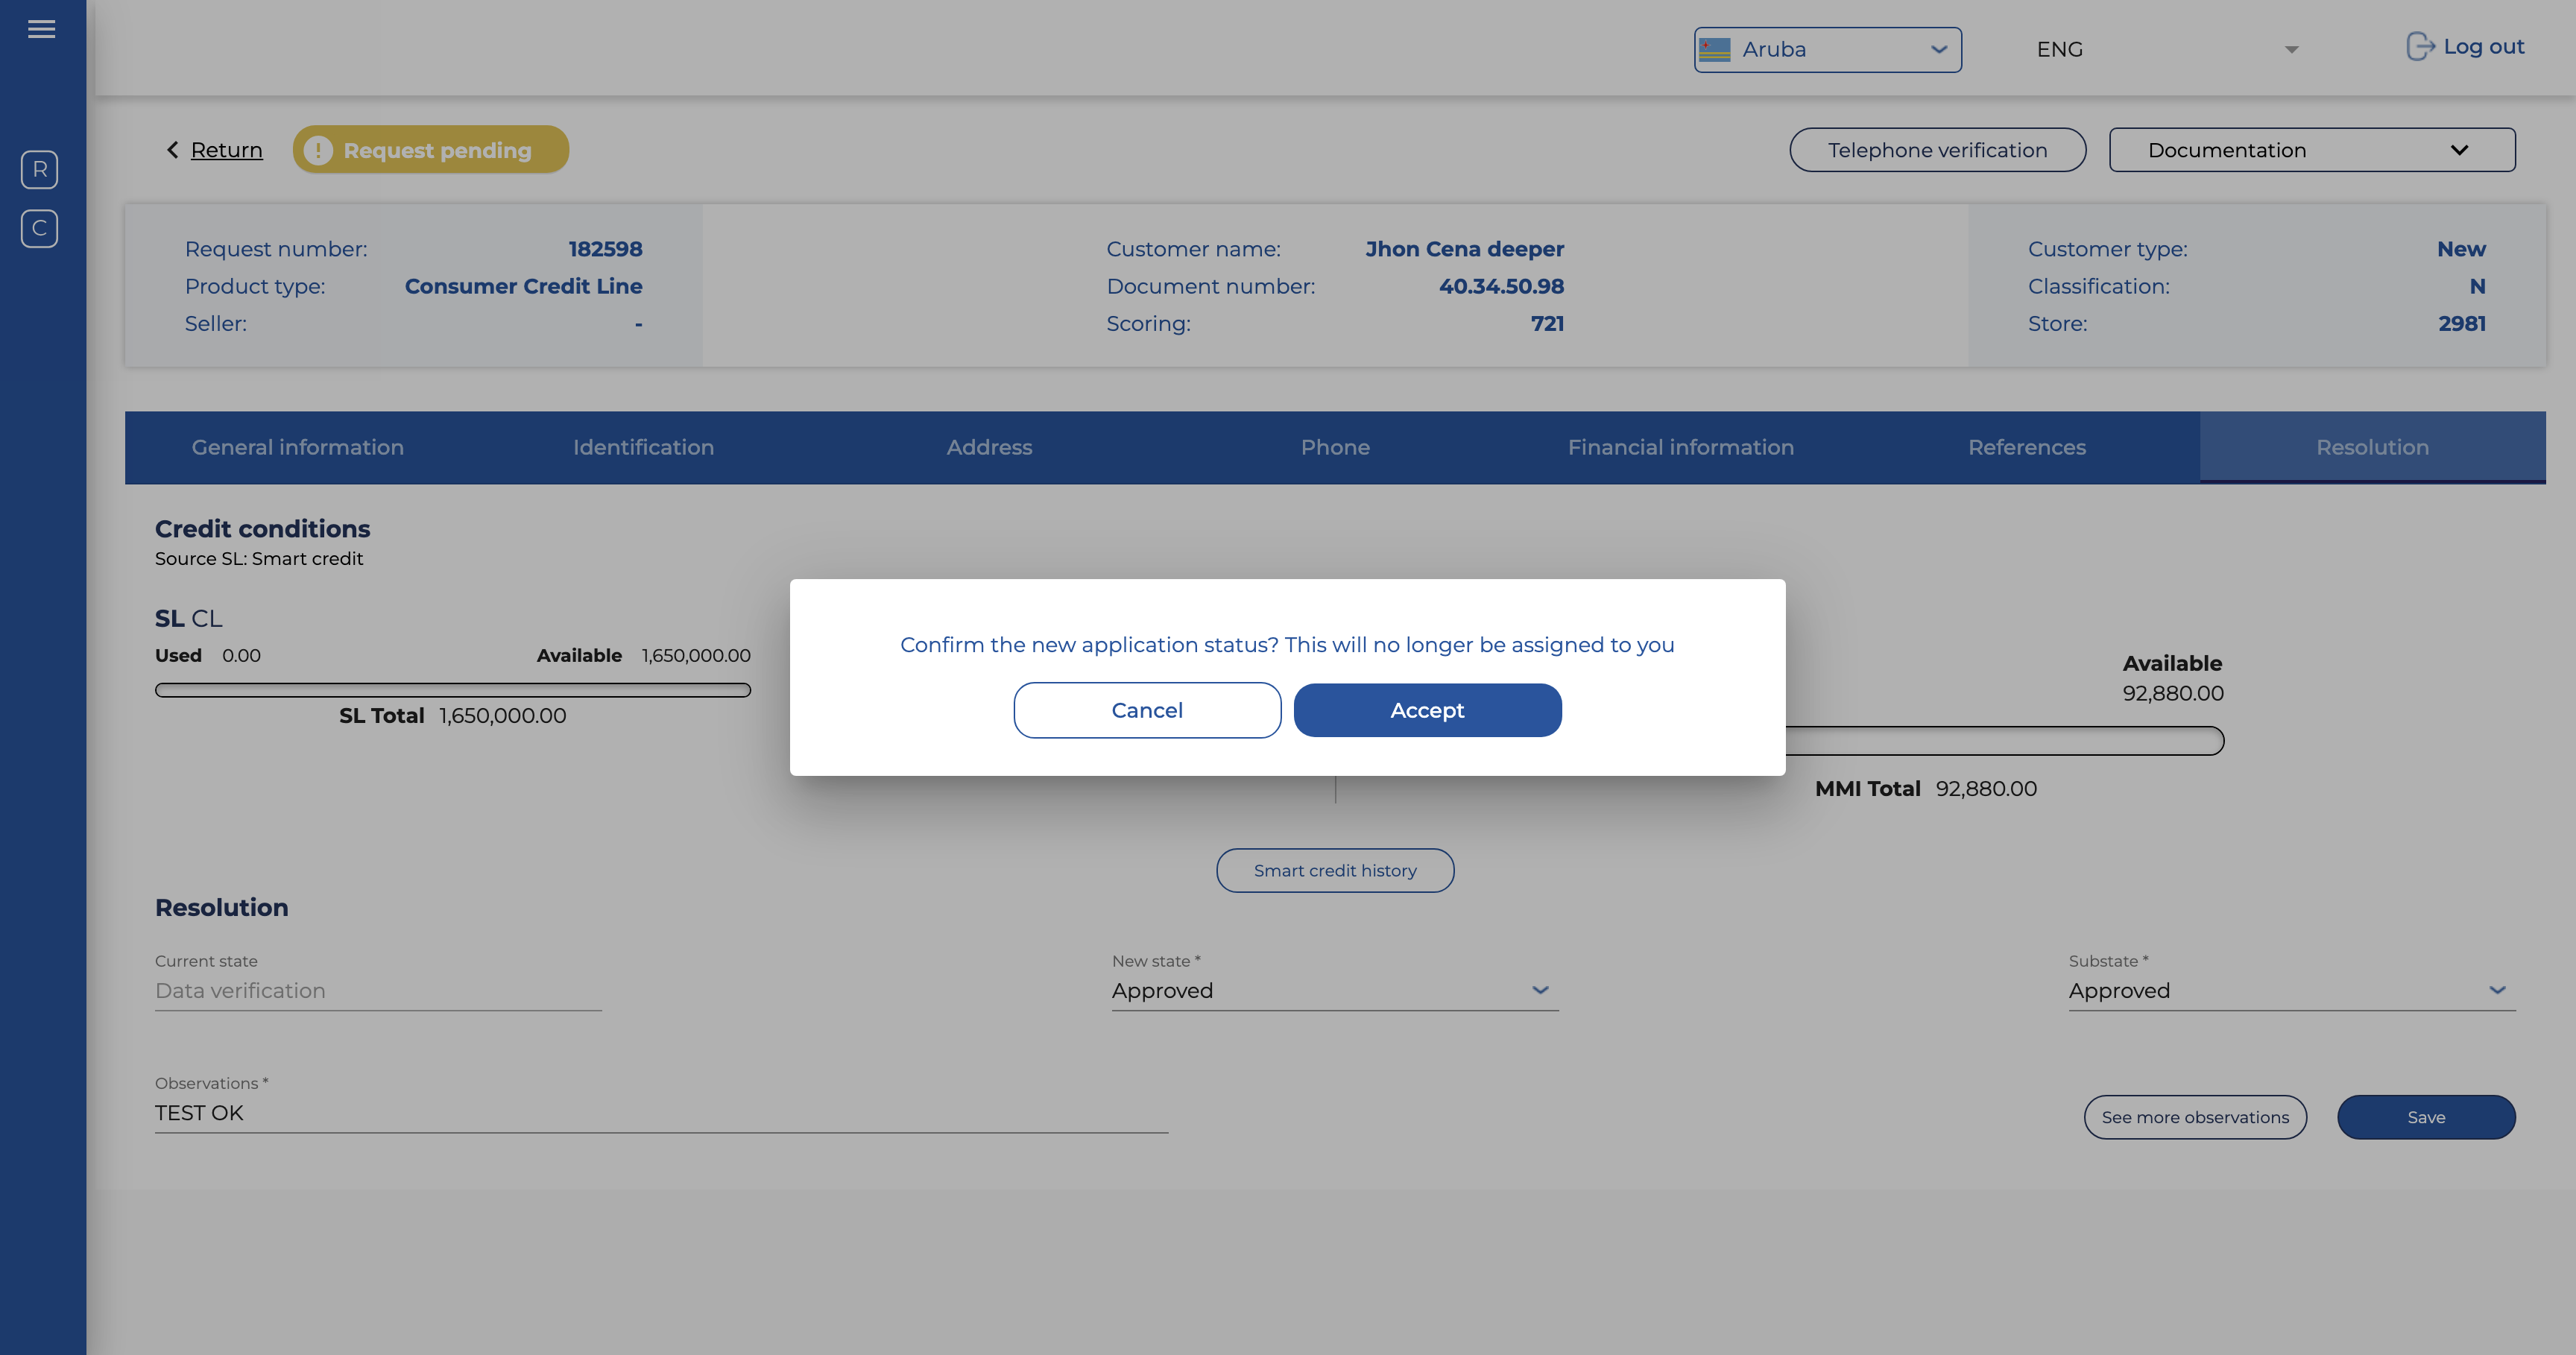 Aruba
ENG
Log out
R
C
Return
Request pending
Telephone verification
Documentation
Request number: 182598
Product type: Consumer Credit Line
Seller: -
Customer name: Jhon Cena deeper
Document number: 40.34.50.98
Scoring: 721
Customer type: New
Classification: N
Store: 2981
General information
Identification
Address
Phone
Financial information
References
Resolution
Credit conditions
Source SL: Smart credit
SL CL
Used 0.00 Available 1,650,000.00
SL Total 1,650,000.00
Confirm the new application status? This will no longer be assigned to you
Cancel
Accept
Available
92,880.00
MMI Total 92,880.00
Smart credit history
Resolution
Current state
Data verification
New state *
Approved
Substate *
Approved
Observations *
TEST OK
See more observations
Save